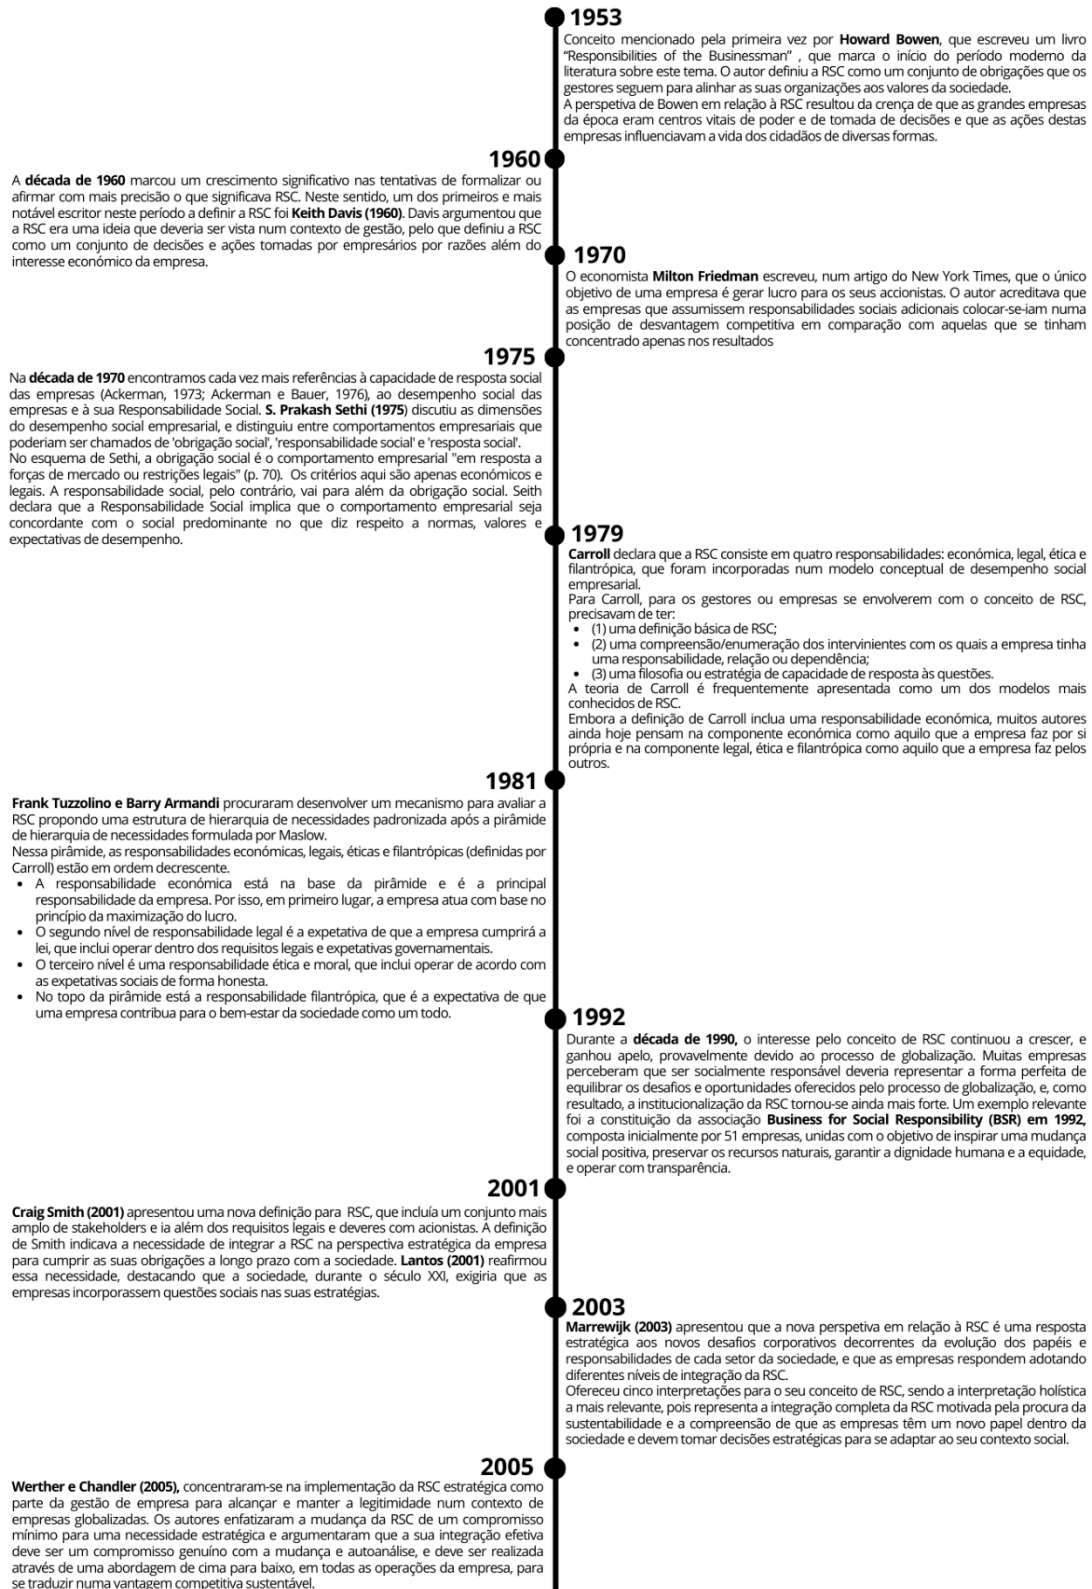 1953
Conceito mencionado pela primeira vez por Howard Bowen, que escreveu um livro
“Responsibilities of the Businessman” , que marca o início do período moderno da
literatura sobre este tema. O autor definiu a RSC como um conjunto de obrigações que os
gestores seguem para alinhar as suas organizações aos valores da sociedade.
A perspetiva de Bowen em relação à RSC resultou da crença de que as grandes empresas
da época eram centros vitais de poder e de tomada de decisões e que as ações destas
empresas influenciavam a vida dos cidadãos de diversas formas.
1960
A década de 1960 marcou um crescimento significativo nas tentativas de formalizar ou
afirmar com mais precisão o que significava RSC. Neste sentido, um dos primeiros e mais
notável escritor neste período a definir a RSC foi Keith Davis (1960). Davis argumentou que
a RSC era uma ideia que deveria ser vista num contexto de gestão, pelo que definiu a RSC
como um conjunto de decisões e ações tomadas por empresários por razões além do
interesse económico da empresa.
1970
O economista Milton Friedman escreveu, num artigo do New York Times, que o único
objetivo de uma empresa é gerar lucro para os seus accionistas. O autor acreditava que
as empresas que assumissem responsabilidades sociais adicionais colocar-se-iam numa
posição de desvantagem competitiva em comparação com aquelas que se tinham
concentrado apenas nos resultados
1975
Na década de 1970 encontramos cada vez mais referências à capacidade de resposta social
das empresas (Ackerman, 1973; Ackerman e Bauer, 1976), ao desempenho social das
empresas e à sua Responsabilidade Social. S. Prakash Sethi (1975) discutiu as dimensões
do desempenho social empresarial, e distinguiu entre comportamentos empresariais que
poderiam ser chamados de 'obrigação social', 'responsabilidade social' e 'resposta social'.
No esquema de Sethi, a obrigação social é o comportamento empresarial "em resposta a
forças de mercado ou restrições legais" (p. 70). Os critérios aqui são apenas económicos e
legais. A responsabilidade social, pelo contrário, vai para além da obrigação social. Seith
declara que a Responsabilidade Social implica que o comportamento empresarial seja
concordante com o social predominante no que diz respeito a normas, valores e
expectativas de desempenho.
1979
Carroll declara que a RSC consiste em quatro responsabilidades: económica, legal, ética e
filantrópica, que foram incorporadas num modelo conceptual de desempenho social
empresarial.
Para Carroll, para os gestores ou empresas se envolverem com o conceito de RSC,
precisavam de ter:
• (1) uma definição básica de RSC;
• (2) uma compreensão/enumeração dos intervinientes com os quais a empresa tinha
uma responsabilidade, relação ou dependência;
• (3) uma filosofia ou estratégia de capacidade de resposta às questões.
A teoria de Carroll é frequentemente apresentada como um dos modelos mais
conhecidos de RSC.
Embora a definição de Carroll inclua uma responsabilidade económica, muitos autores
ainda hoje pensam na componente económica como aquilo que a empresa faz por si
própria e na componente legal, ética e filantrópica como aquilo que a empresa faz pelos
outros.
1981
Frank Tuzzolino e Barry Armandi procuraram desenvolver um mecanismo para avaliar a
RSC propondo uma estrutura de hierarquia de necessidades padronizada após a pirâmide
de hierarquia de necessidades formulada por Maslow.
Nessa pirâmide, as responsabilidades económicas, legais, éticas e filantrópicas (definidas por
Carroll) estão em ordem decrescente.
• A responsabilidade económica está na base da pirâmide e é a principal
responsabilidade da empresa. Por isso, em primeiro lugar, a empresa atua com base no
princípio da maximização do lucro.
• O segundo nível de responsabilidade legal é a expetativa de que a empresa cumprirá a
lei, que inclui operar dentro dos requisitos legais e expetativas governamentais.
• O terceiro nível é uma responsabilidade ética e moral, que inclui operar de acordo com
as expetativas sociais de forma honesta.
• No topo da pirâmide está a responsabilidade filantrópica, que é a expectativa de que
uma empresa contribua para o bem-estar da sociedade como um todo.
1992
Durante a década de 1990, o interesse pelo conceito de RSC continuou a crescer, e
ganhou apelo, provavelmente devido ao processo de globalização. Muitas empresas
perceberam que ser socialmente responsável deveria representar a forma perfeita de
equilibrar os desafios e oportunidades oferecidos pelo processo de globalização, e, como
resultado, a institucionalização da RSC tornou-se ainda mais forte. Um exemplo relevante
foi a constituição da associação Business for Social Responsibility (BSR) em 1992,
composta inicialmente por 51 empresas, unidas com o objetivo de inspirar uma mudança
social positiva, preservar os recursos naturais, garantir a dignidade humana e a equidade,
e operar com transparência.
2001
Craig Smith (2001) apresentou uma nova definição para RSC, que incluía um conjunto mais
amplo de stakeholders e ia além dos requisitos legais e deveres com acionistas. A definição
de Smith indicava a necessidade de integrar a RSC na perspectiva estratégica da empresa
para cumprir as suas obrigações a longo prazo com a sociedade. Lantos (2001) reafirmou
essa necessidade, destacando que a sociedade, durante o século XXI, exigiria que as
empresas incorporassem questões sociais nas suas estratégias.
2003
Marrewijk (2003) apresentou que a nova perspetiva em relação à RSC é uma resposta
estratégica aos novos desafios corporativos decorrentes da evolução dos papéis e
responsabilidades de cada setor da sociedade, e que as empresas respondem adotando
diferentes níveis de integração da RSC.
Ofereceu cinco interpretações para o seu conceito de RSC, sendo a interpretação holística
a mais relevante, pois representa a integração completa da RSC motivada pela procura da
sustentabilidade e a compreensão de que as empresas têm um novo papel dentro da
sociedade e devem tomar decisões estratégicas para se adaptar ao seu contexto social.
2005
Werther e Chandler (2005), concentraram-se na implementação da RSC estratégica como
parte da gestão de empresa para alcançar e manter a legitimidade num contexto de
empresas globalizadas. Os autores enfatizaram a mudança da RSC de um compromisso
mínimo para uma necessidade estratégica e argumentaram que a sua integração efetiva
deve ser um compromisso genuíno com a mudança e autoanálise, e deve ser realizada
através de uma abordagem de cima para baixo, em todas as operações da empresa, para
se traduzir numa vantagem competitiva sustentável.